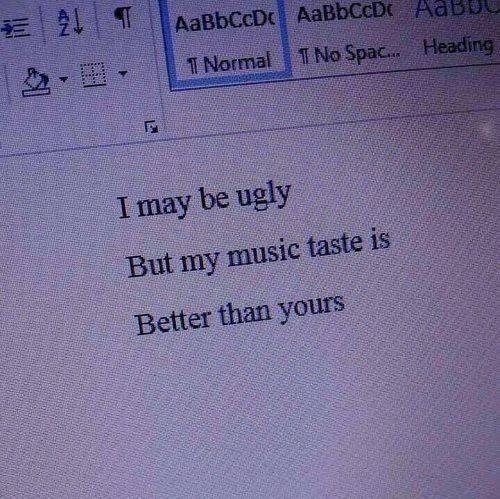 AaBbCcDc AaBbCcDc AaBbC
¶ Normal ¶ No Spac... Heading
I may be ugly
But my music taste is
Better than yours